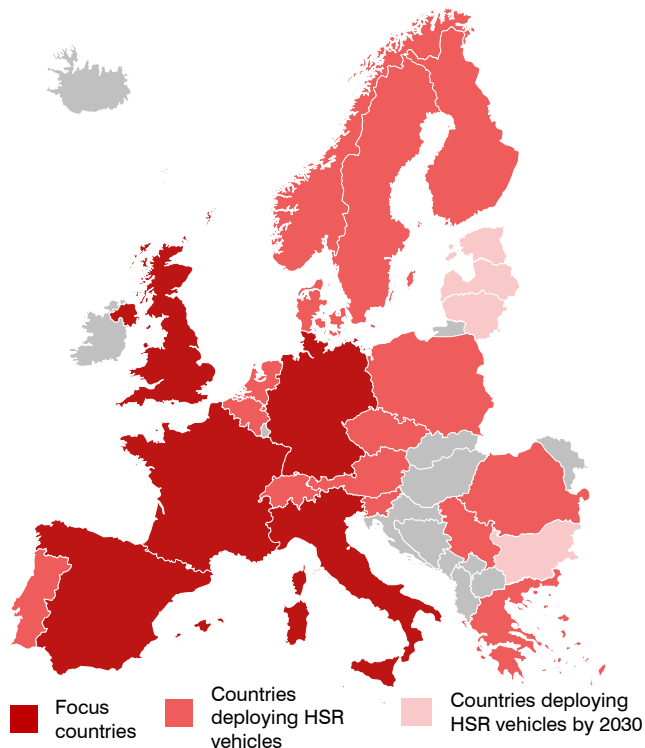 Focus
countries
Countries
deploying HSR
vehicles
Countries deploying
HSR vehicles by 2030